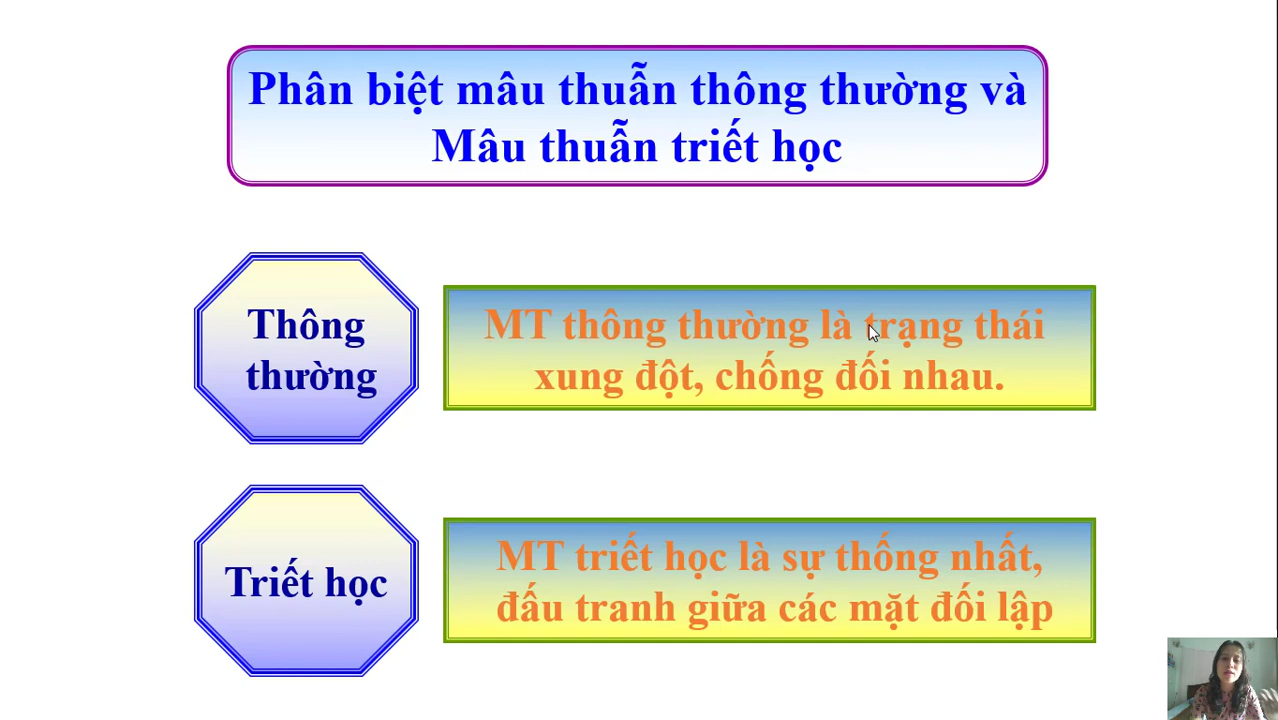 Phân biệt mâu thuẫn thông thường và
Mâu thuẫn triết học
Thông
thường
MT thông thường là trạng thái
xung đột, chống đối nhau.
Triết học
MT triết học là sự thống nhất,
đấu tranh giữa các mặt đối lập